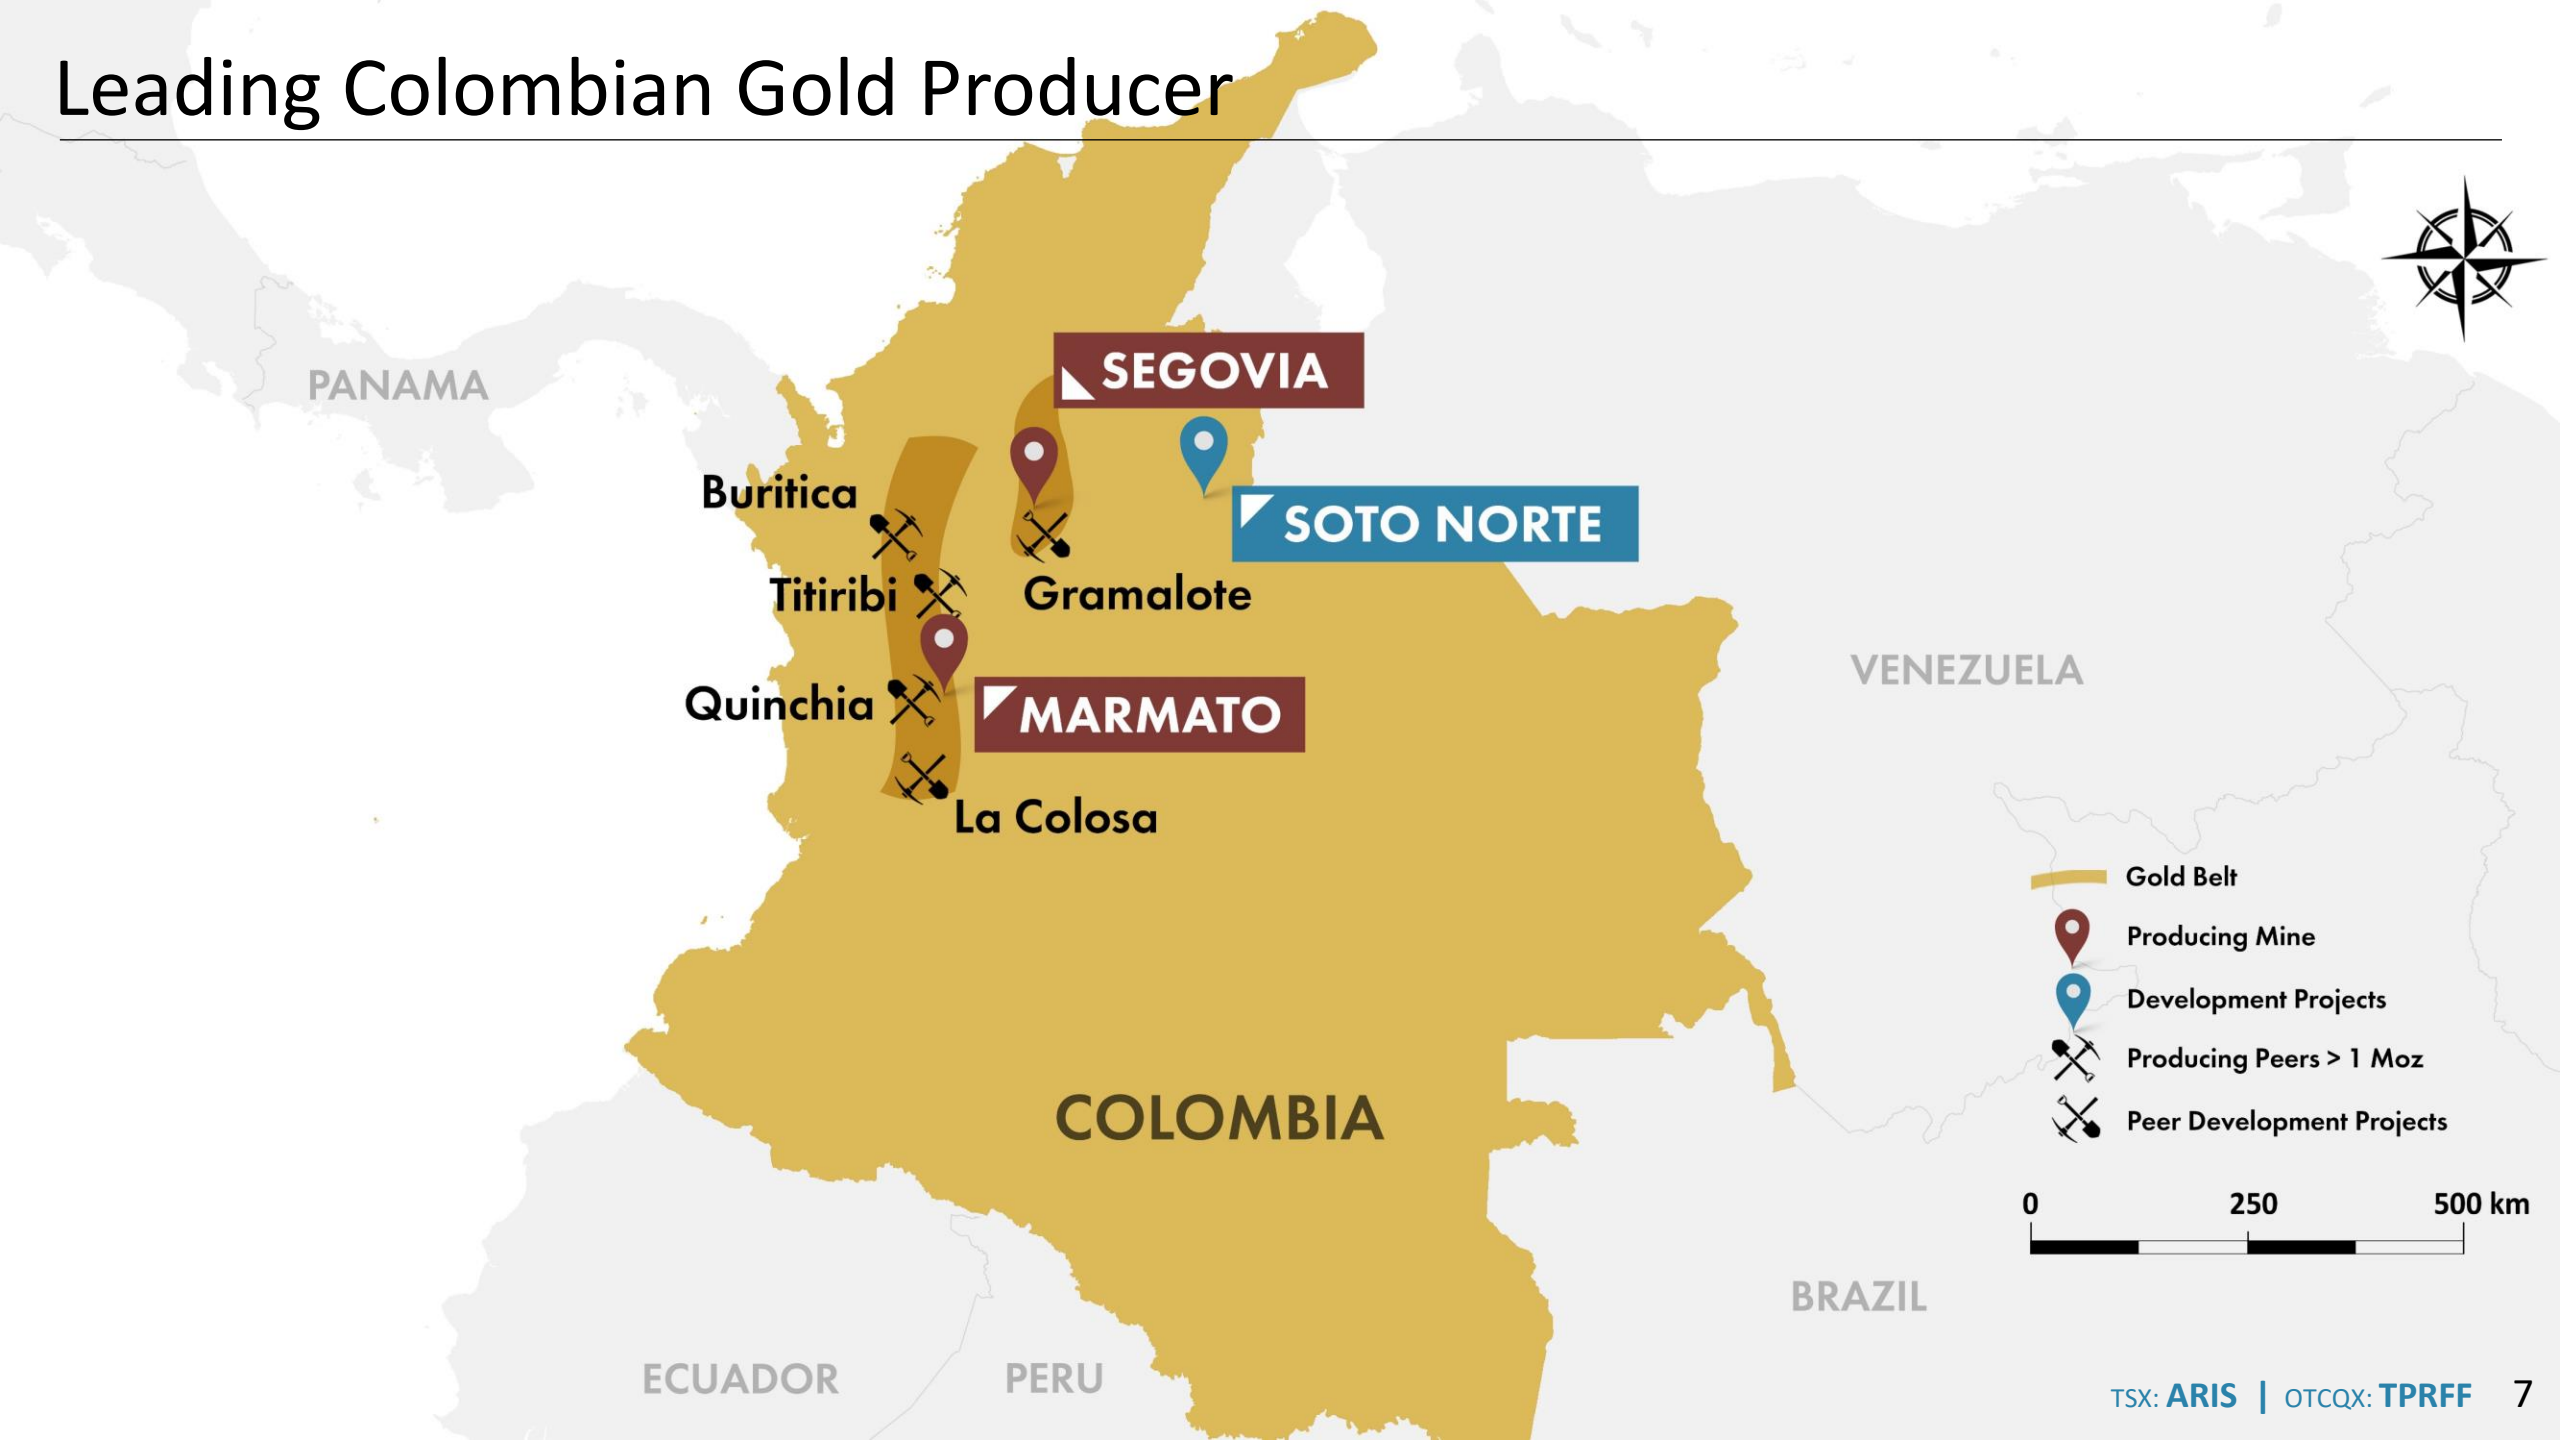 Leading Colombian Gold Producer
PANAMA
SEGOVIA
Buritica
SOTO NORTE
Titiribi
Gramalote
VENEZUELA
Quinchia
MARMATO
La Colosa
Gold Belt
Producing Mine
Development Projects
Producing Peers > 1 Moz
COLOMBIA
Peer Development Projects
0 250 500 km
BRAZIL
ECUADOR
PERU
TSX: ARIS | OTCQX: TPRFF 7